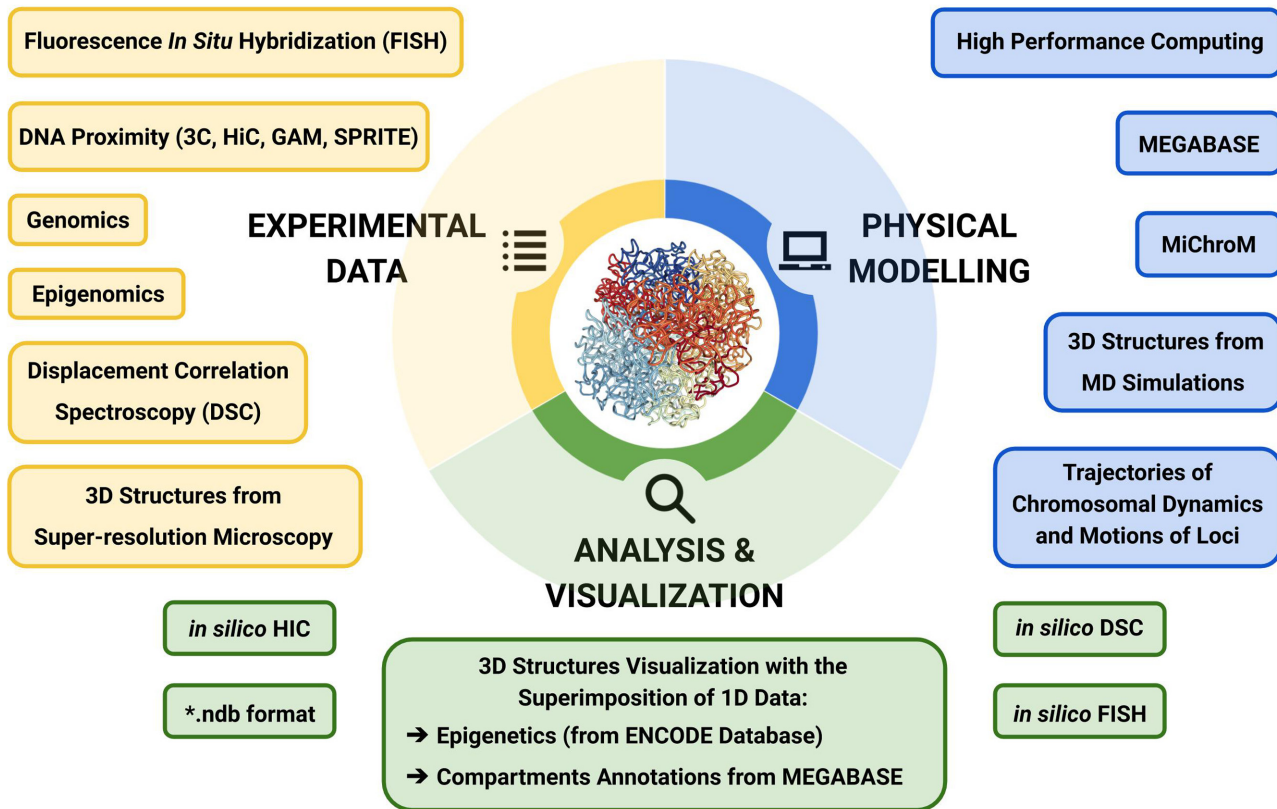 Fluorescence In Situ Hybridization (FISH)
DNA Proximity (3C, HiC, GAM, SPRITE)
Genomics
Epigenomics
Displacement Correlation
Spectroscopy (DSC)
3D Structures from
Super-resolution Microscopy
EXPERIMENTAL
DATA
PHYSICAL
MODELLING
High Performance Computing
MEGABASE
MiChroM
3D Structures from
MD Simulations
Trajectories of
Chromosomal Dynamics
and Motions of Loci
ANALYSIS &
VISUALIZATION
in silico HIC
*.ndb format
3D Structures Visualization with the
Superimposition of 1D Data:
➔ Epigenetics (from ENCODE Database)
➔ Compartments Annotations from MEGABASE
in silico DSC
in silico FISH